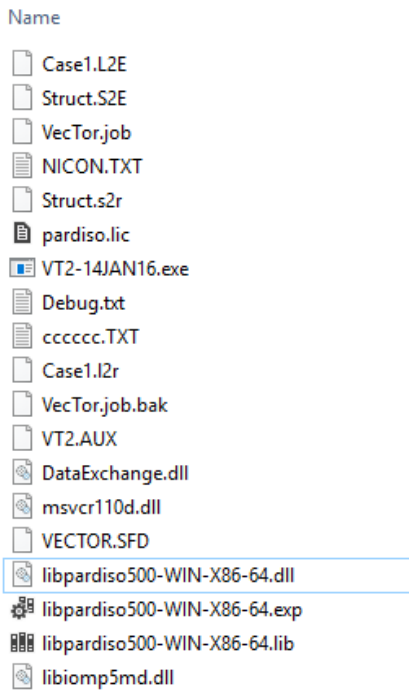 Name
Case1.L2E
Struct.S2E
VecTor.job
NICON.TXT
Struct.s2r
pardiso.lic
VT2-14JAN16.exe
Debug.txt
cccccc.TXT
Case1.l2r
VecTor.job.bak
VT2.AUX
DataExchange.dll
msvcr110d.dll
VECTOR.SFD
libpardiso500-WIN-X86-64.dll
libpardiso500-WIN-X86-64.exp
libpardiso500-WIN-X86-64.lib
libiomp5md.dll